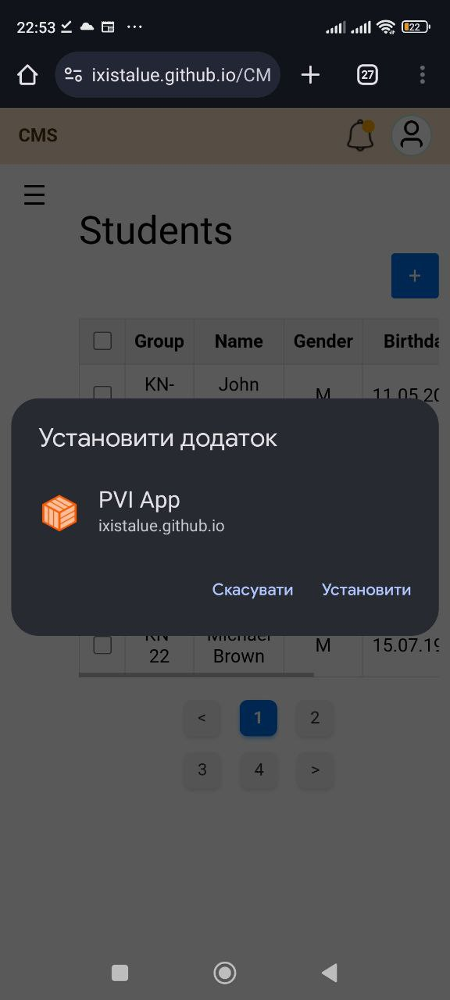 22:53
22
ixistalue.github.io/CM
27
CMS
Students
+
Group Name Gender Birthda
KN- John
M 11.05.20
Установити додаток
PVI App
ixistalue.github.io
Скасувати Установити
KN- Michael
22 Brown
M 15.07.19
< 1 2
3 4 >